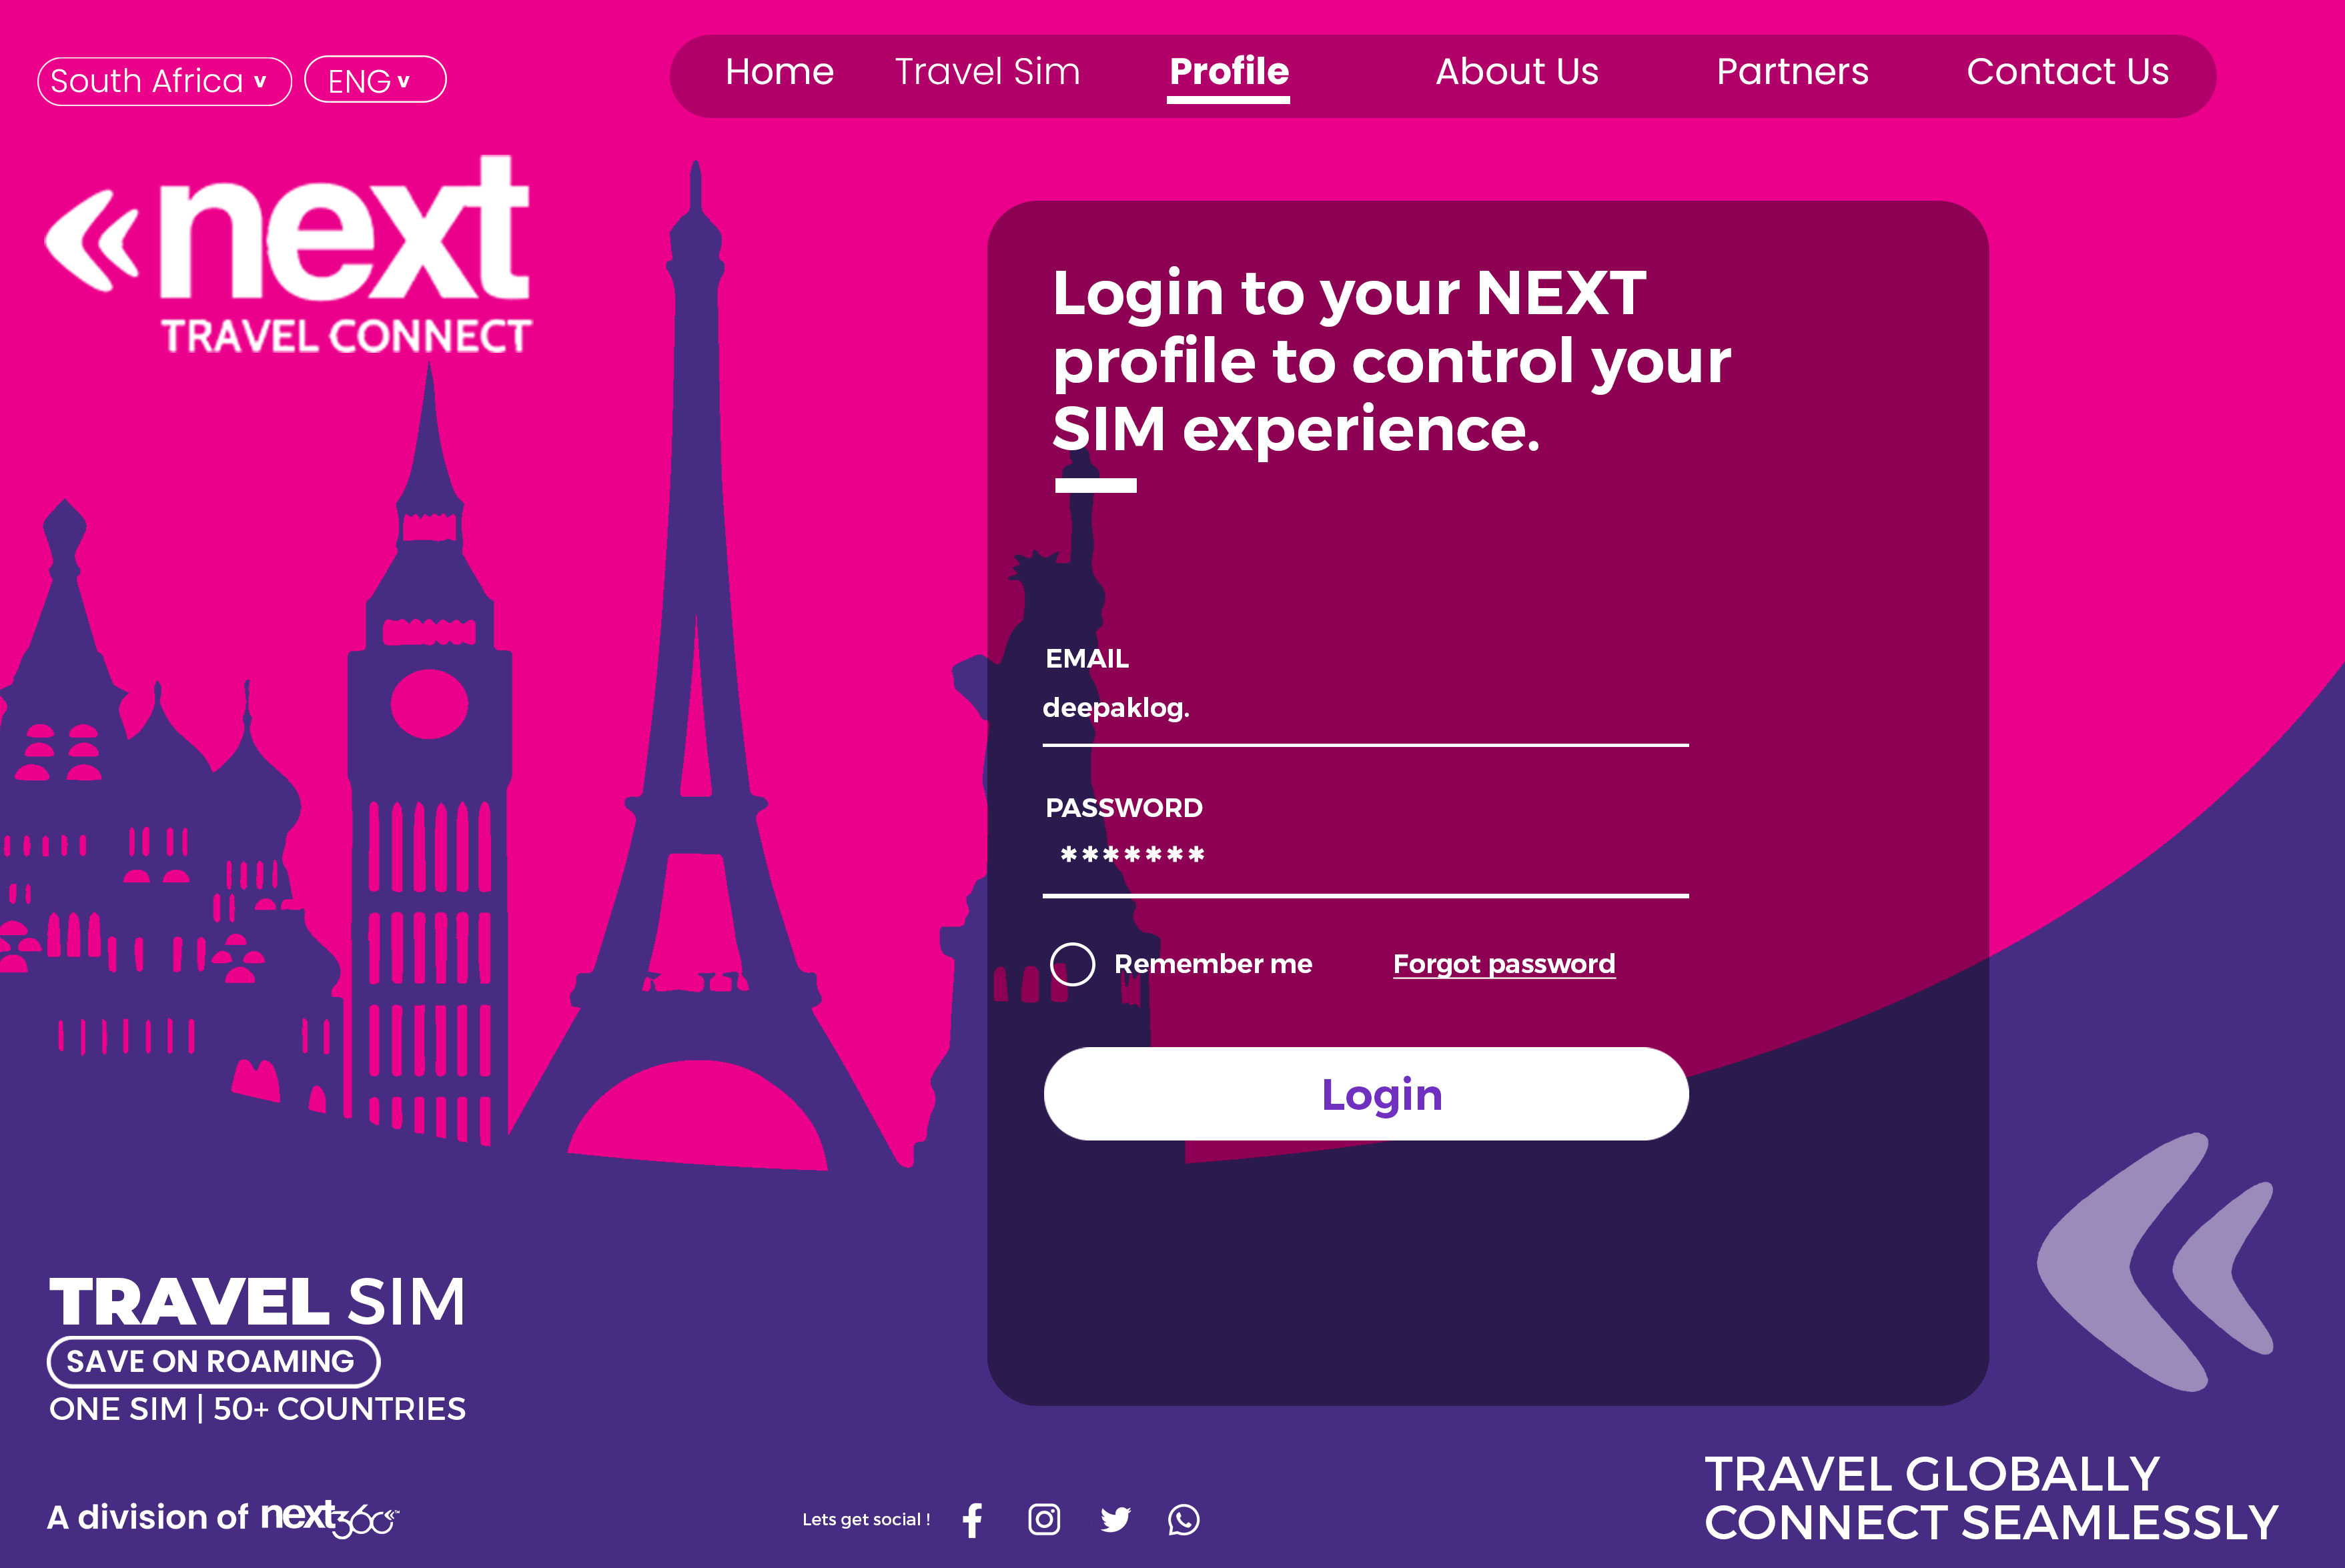 South Africa v ENG v
Home Travel Sim Profile About Us Partners Contact Us
next
TRAVEL CONNECT
Login to your NEXT
profile to control your
SIM experience.
EMAIL
deepaklog.
PASSWORD
*******
Remember me Forgot password
Login
TRAVEL SIM
SAVE ON ROAMING
ONE SIM | 50+ COUNTRIES
A division of next360™
Lets get social !
TRAVEL GLOBALLY
CONNECT SEAMLESSLY